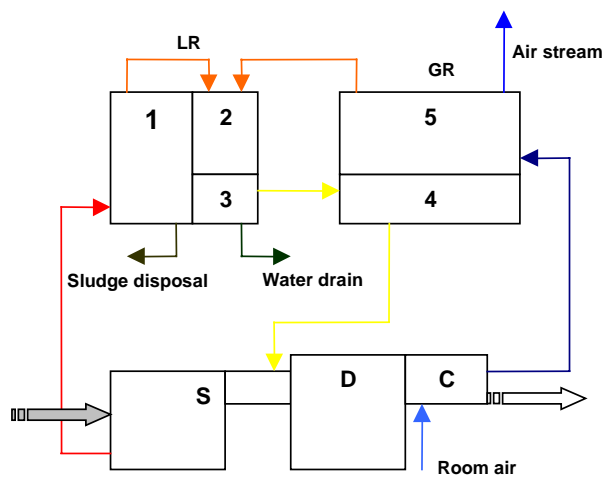 LR
GR
Air stream
1
2
5
3
4
Sludge disposal
Water drain
S
D
C
Room air